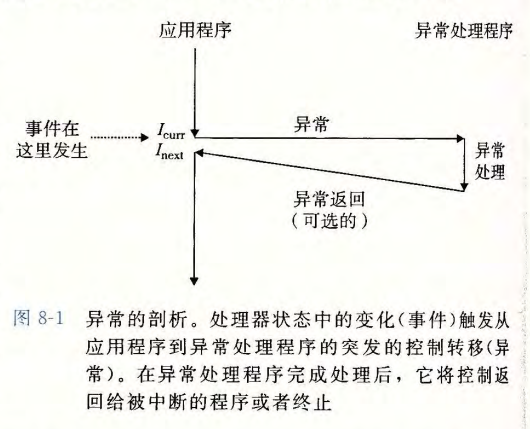 应用程序
异常处理程序
事件在
这里发生
Icurr
Inext
异常
异常
处理
异常返回
(可选的)
图 8-1 异常的剖析。处理器状态中的变化(事件)触发从
应用程序到异常处理程序的突发的控制转移(异
常)。在异常处理程序完成处理后，它将控制返
回给被中断的程序或者终止